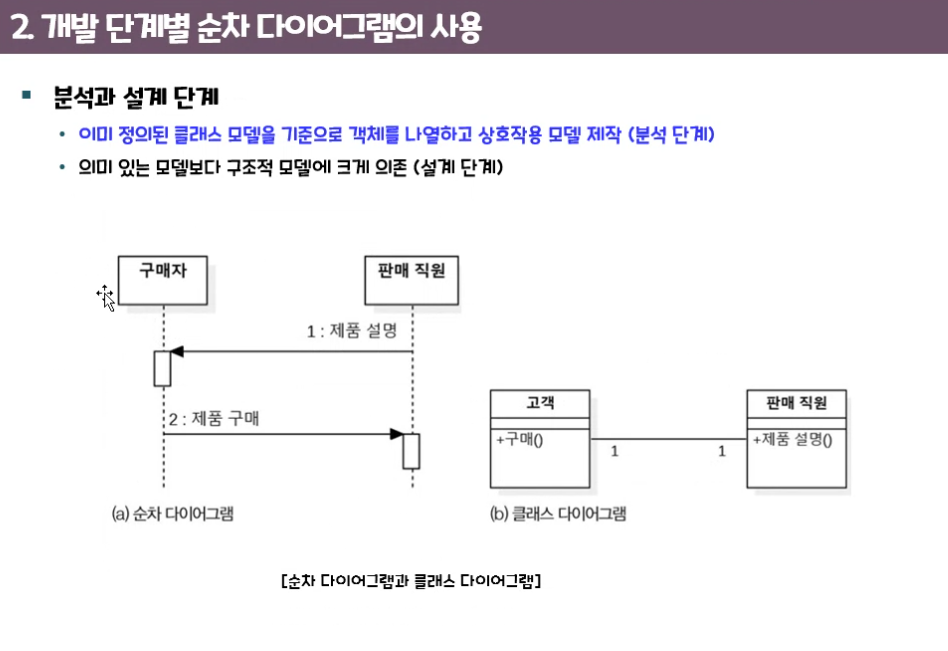 2. 개발 단계별 순차 다이어그램의 사용
분석과 설계 단계
• 이미 정의된 클래스 모델을 기준으로 객체를 나열하고 상호작용 모델 제작 (분석 단계)
• 의미 있는 모델보다 구조적 모델에 크게 의존 (설계 단계)
구매자
판매 직원
1 : 제품 설명
2 : 제품 구매
(a) 순차 다이어그램
고객
+구매()
1
1
판매 직원
+제품 설명()
(b) 클래스 다이어그램
[순차 다이어그램과 클래스 다이어그램]